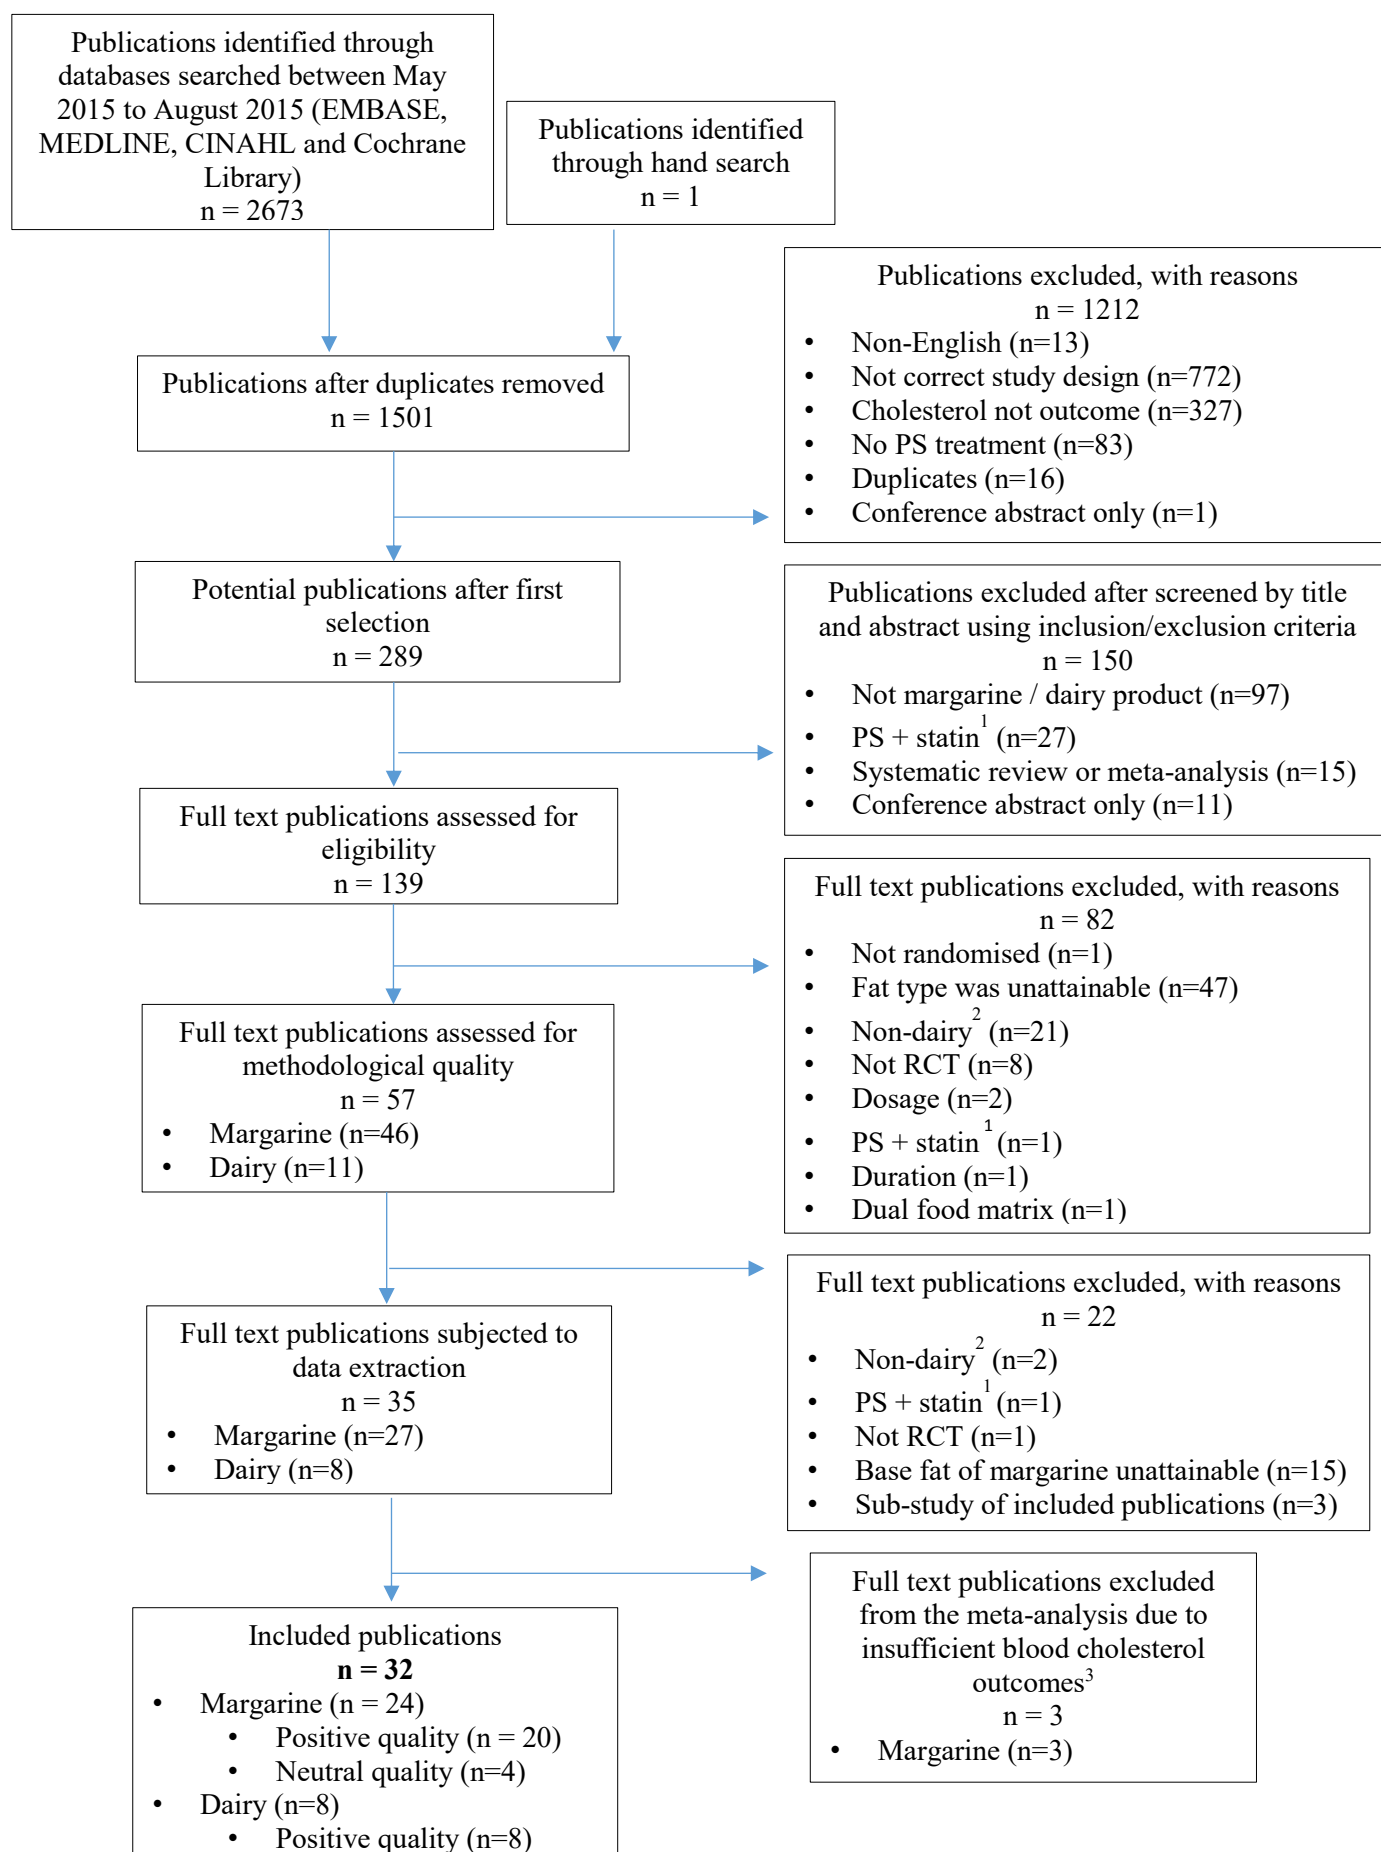 Publications identified through
databases searched between May
2015 to August 2015 (EMBASE,
MEDLINE, CINAHL and Cochrane
Library)
n = 2673
Publications identified
through hand search
n = 1
Publications after duplicates removed
n = 1501
Publications excluded, with reasons
n = 1212
• Non-English (n=13)
• Not correct study design (n=772)
• Cholesterol not outcome (n=327)
• No PS treatment (n=83)
• Duplicates (n=16)
• Conference abstract only (n=1)
Potential publications after first
selection
n = 289
Publications excluded after screened by title
and abstract using inclusion/exclusion criteria
n = 150
• Not margarine / dairy product (n=97)
• PS + statin¹ (n=27)
• Systematic review or meta-analysis (n=15)
• Conference abstract only (n=11)
Full text publications assessed for
eligibility
n = 139
Full text publications excluded, with reasons
n = 82
• Not randomised (n=1)
• Fat type was unattainable (n=47)
• Non-dairy² (n=21)
• Not RCT (n=8)
• Dosage (n=2)
• PS + statin¹ (n=1)
• Duration (n=1)
• Dual food matrix (n=1)
Full text publications assessed for
methodological quality
n = 57
• Margarine (n=46)
• Dairy (n=11)
Full text publications excluded, with reasons
n = 22
• Non-dairy² (n=2)
• PS + statin¹ (n=1)
• Not RCT (n=1)
• Base fat of margarine unattainable (n=15)
• Sub-study of included publications (n=3)
Full text publications subjected to
data extraction
n = 35
• Margarine (n=27)
• Dairy (n=8)
Full text publications excluded
from the meta-analysis due to
insufficient blood cholesterol
outcomes³
n = 3
• Margarine (n=3)
Included publications
n = 32
• Margarine (n = 24)
• Positive quality (n = 20)
• Neutral quality (n=4)
• Dairy (n=8)
• Positive quality (n=8)